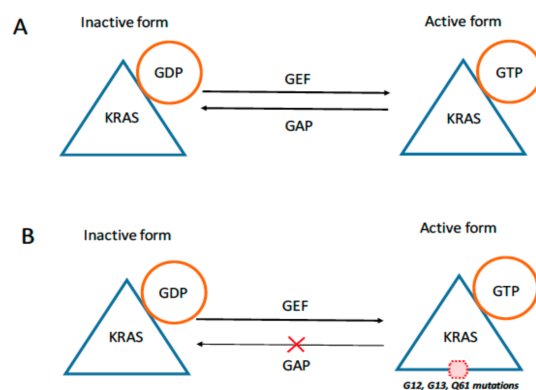 A
Inactive form
Active form
GDP
GTP
GEF
KRAS
KRAS
GAP
B
Inactive form
Active form
GDP
GTP
GEF
KRAS
KRAS
GAP
G12, G13, Q61 mutations